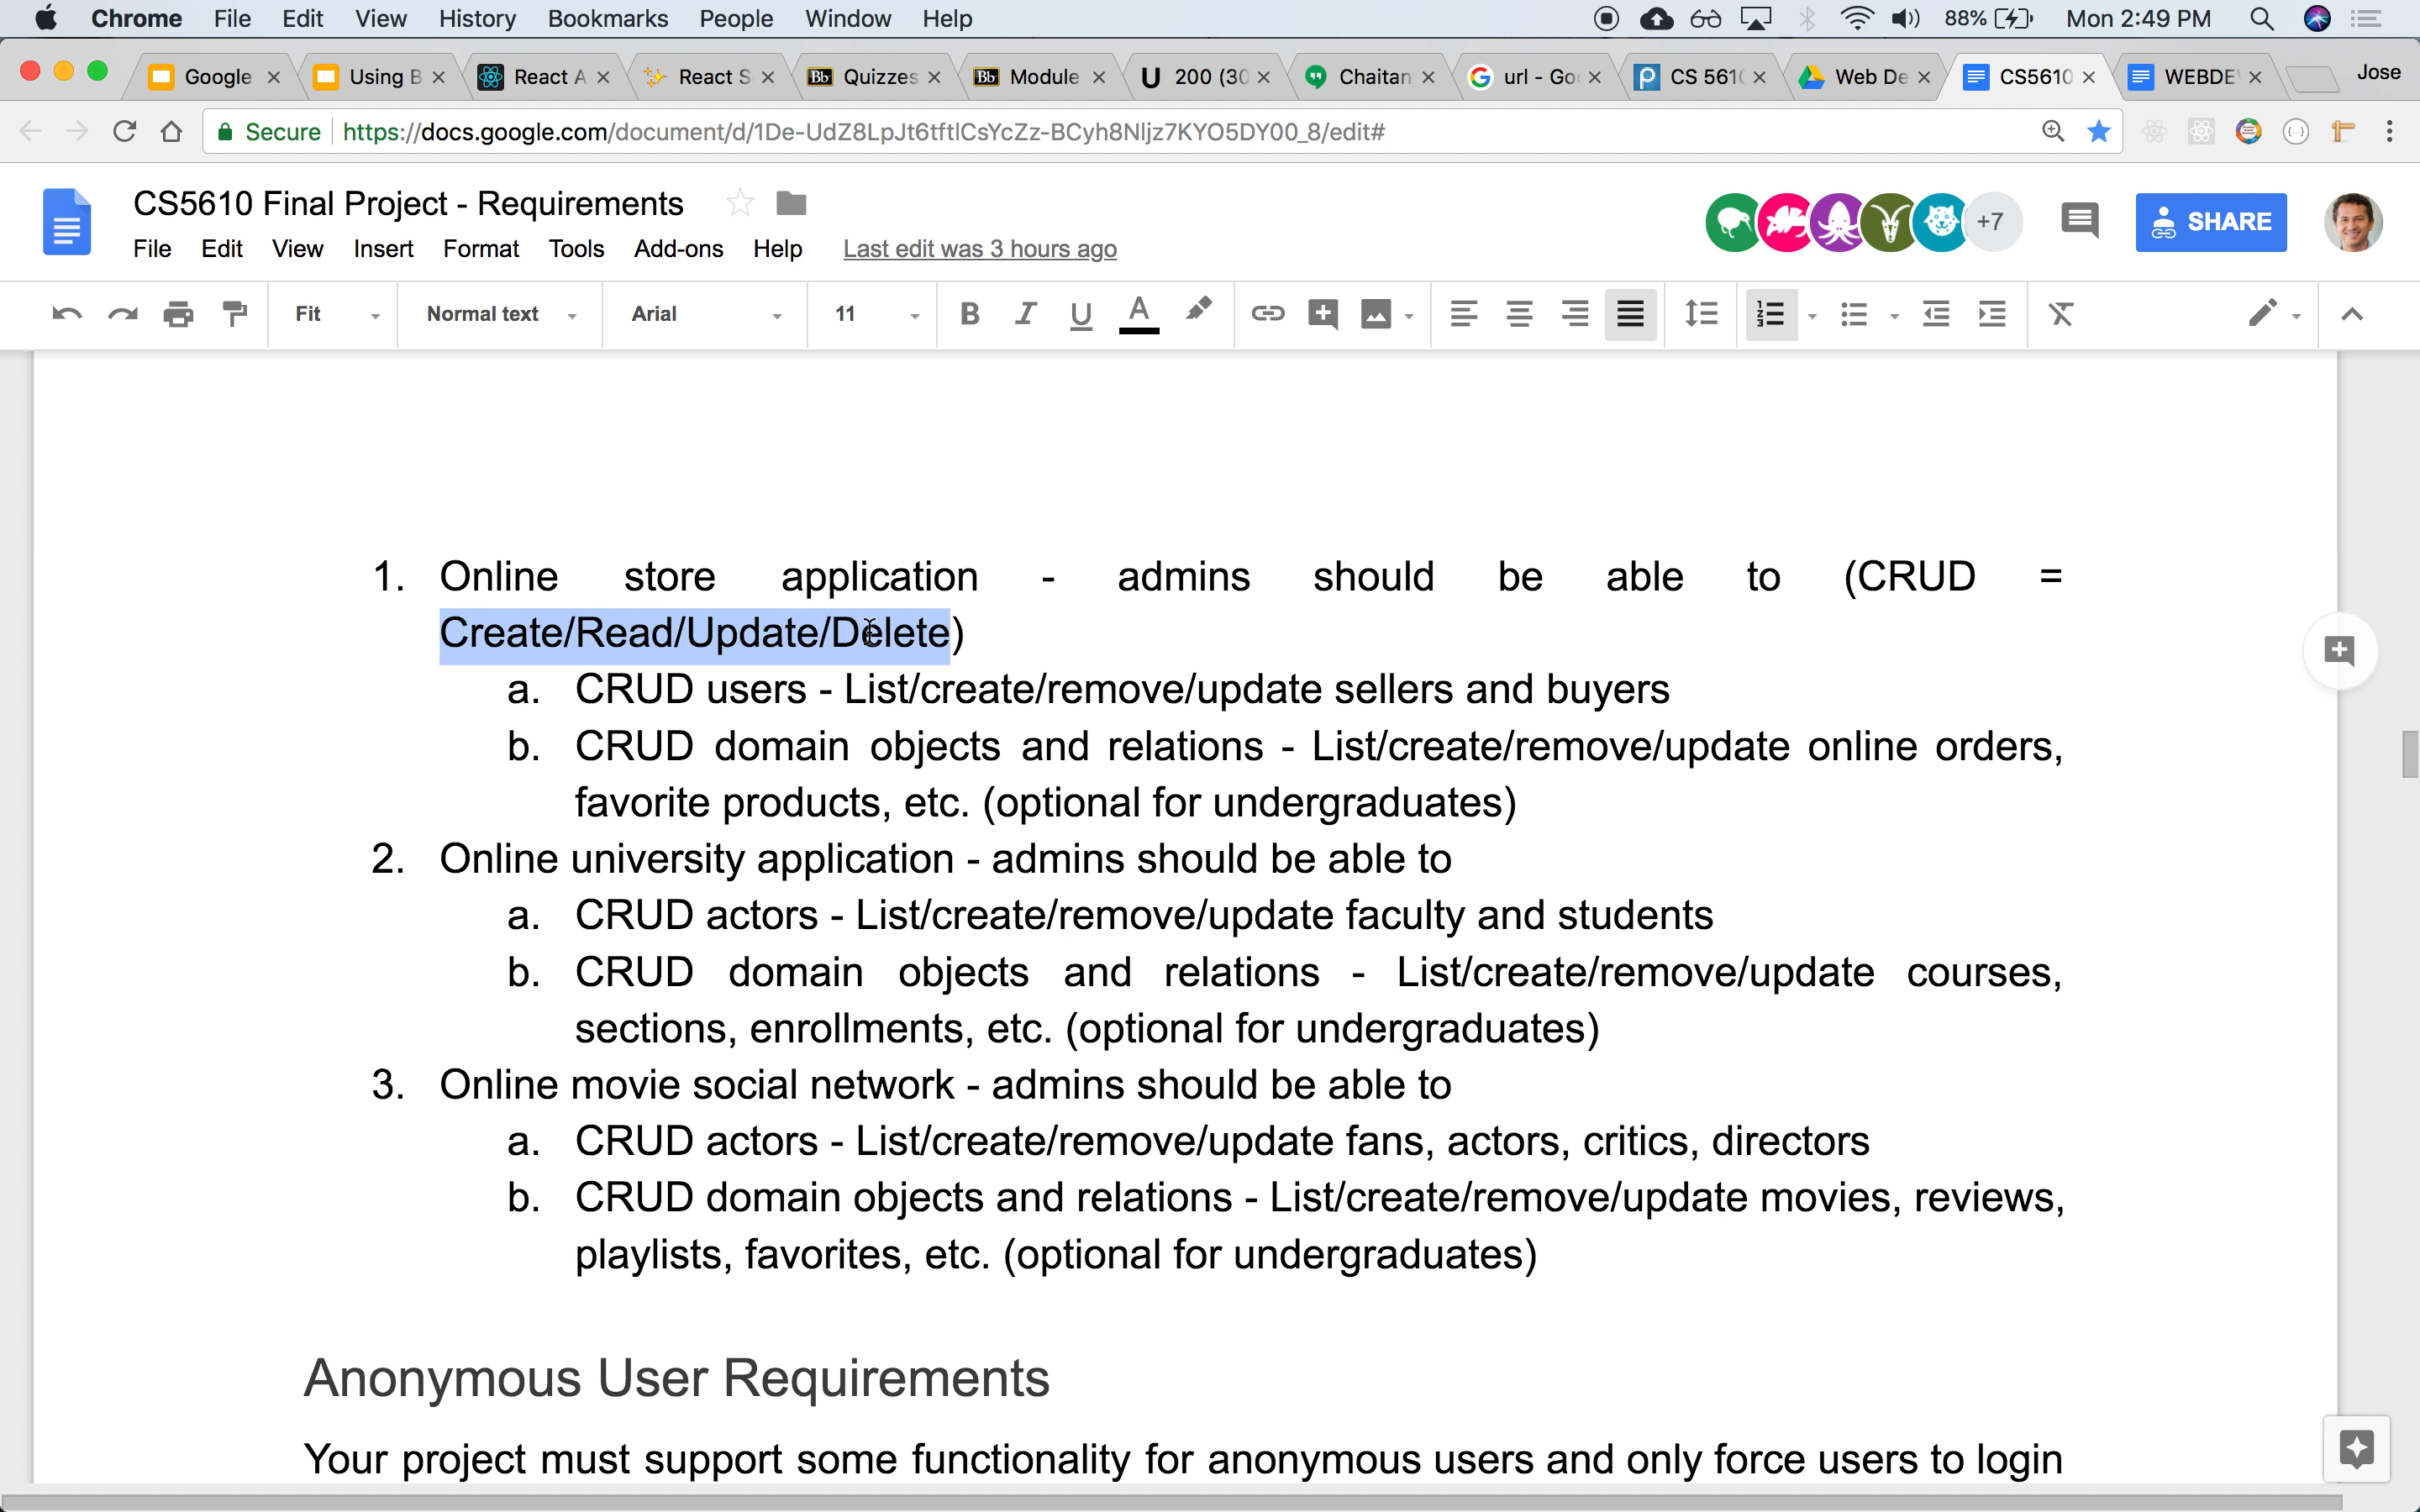 Chrome File Edit View History Bookmarks People Window Help 88% Mon 2:49 PM
Google Using B React A React S Quizzes Module 200 (30 Chaitan url - Goo CS 5610 Web De CS5610 WEBDE Jose
Secure https://docs.google.com/document/d/1De-UdZ8LpJt6tftlCsYcZz-BCyh8Nljz7KYO5DY00_8/edit#
CS5610 Final Project - Requirements
+7 SHARE
File Edit View Insert Format Tools Add-ons Help Last edit was 3 hours ago
Fit Normal text Arial 11 B I U A
1. Online store application - admins should be able to (CRUD =
Create/Read/Update/Delete)
a. CRUD users - List/create/remove/update sellers and buyers
b. CRUD domain objects and relations - List/create/remove/update online orders,
favorite products, etc. (optional for undergraduates)
2. Online university application - admins should be able to
a. CRUD actors - List/create/remove/update faculty and students
b. CRUD domain objects and relations - List/create/remove/update courses,
sections, enrollments, etc. (optional for undergraduates)
3. Online movie social network - admins should be able to
a. CRUD actors - List/create/remove/update fans, actors, critics, directors
b. CRUD domain objects and relations - List/create/remove/update movies, reviews,
playlists, favorites, etc. (optional for undergraduates)
Anonymous User Requirements
Your project must support some functionality for anonymous users and only force users to login